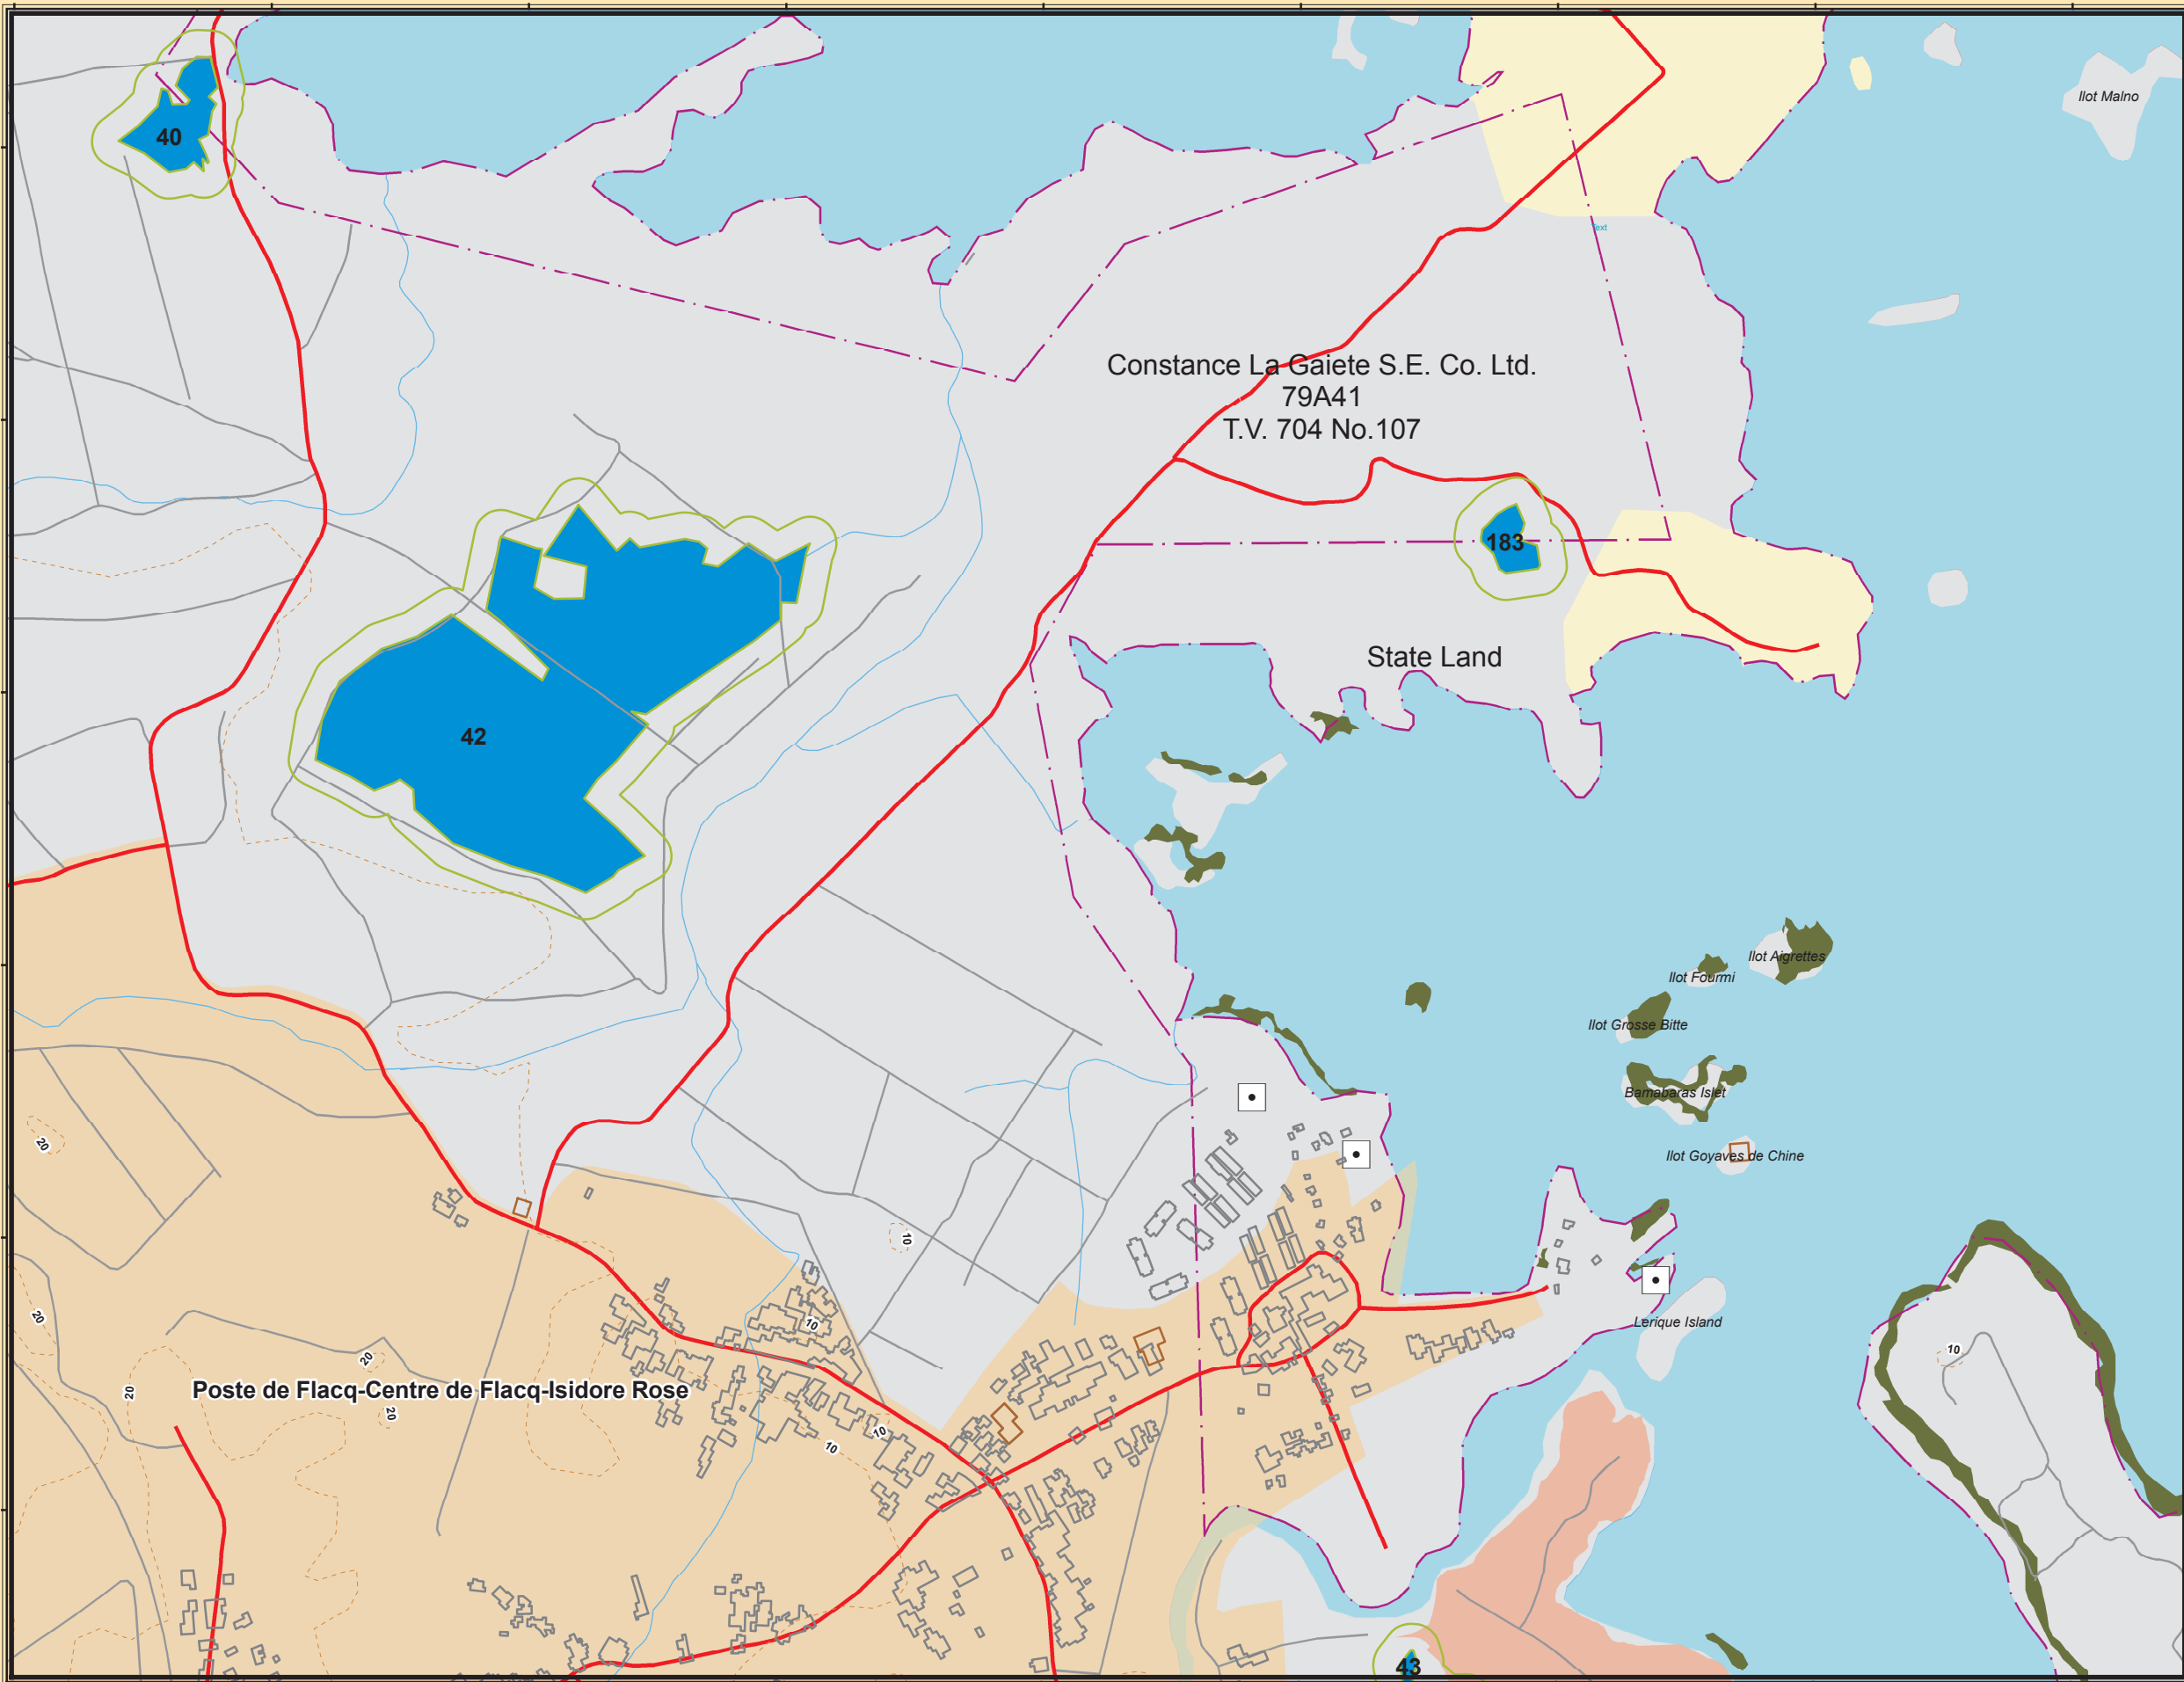 Ilot Malno
40
Text
Constance La Gaiete S.E. Co. Ltd.
79A41
T.V. 704 No.107
183
State Land
42
Ilot Aigrettes
Ilot Fourmi
Ilot Grosse Bitte
Bamabaras Islet
20
Ilot Goyaves de Chine
10
20
10
Lerique Island
10
20
20
Poste de Flacq-Centre de Flacq-Isidore Rose
20
10
10
43